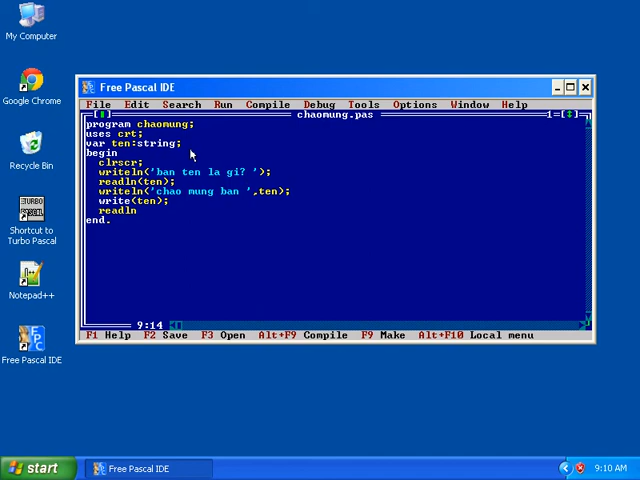 My Computer
Google Chrome
Recycle Bin
Shortcut to
Turbo Pascal
Notepad++
Free Pascal IDE
Free Pascal IDE
File Edit Search Run Compile Debug Tools Options Window Help
chaomung.pas 1
program chaomung;
uses crt;
var ten:string;
begin
clrscr;
writeln('ban ten la gi? ');
readln(ten);
writeln('chao mung ban ',ten);
write(ten);
readln
end.
9:14
F1 Help F2 Save F3 Open Alt+F9 Compile F9 Make Alt+F10 Local menu
start
Free Pascal IDE
9:10 AM